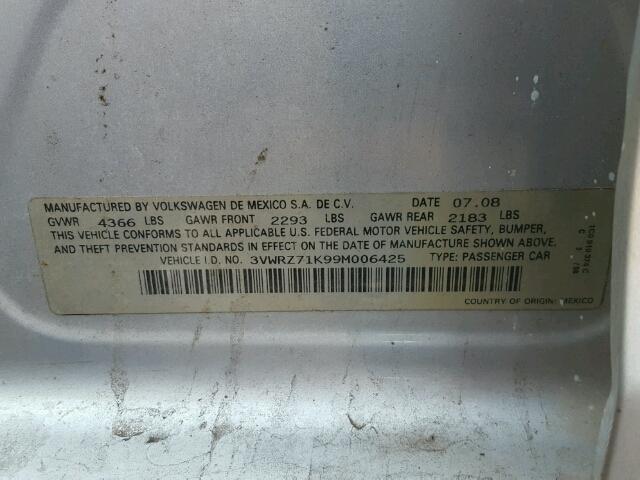 MANUFACTURED BY VOLKSWAGEN DE MEXICO S.A. DE C.V. DATE 07.08
GVWR 4366 LBS GAWR FRONT 2293 LBS GAWR REAR 2183 LBS
THIS VEHICLE CONFORMS TO ALL APPLICABLE U.S. FEDERAL MOTOR VEHICLE SAFETY, BUMPER,
AND THEFT PREVENTION STANDARDS IN EFFECT ON THE DATE OF MANUFACTURE SHOWN ABOVE.
VEHICLE I.D. NO. 3VWRZ71K99M006425 TYPE: PASSENGER CAR
COUNTRY OF ORIGIN: MEXICO